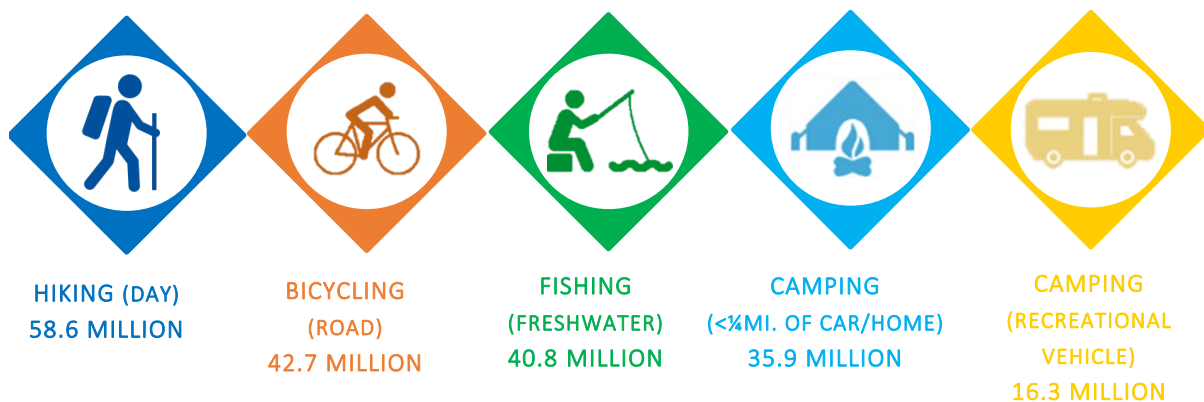 HIKING (DAY)
58.6 MILLION
BICYCLING
(ROAD)
42.7 MILLION
FISHING
(FRESHWATER)
40.8 MILLION
CAMPING
(<¼MI. OF CAR/HOME)
35.9 MILLION
CAMPING
(RECREATIONAL
VEHICLE)
16.3 MILLION